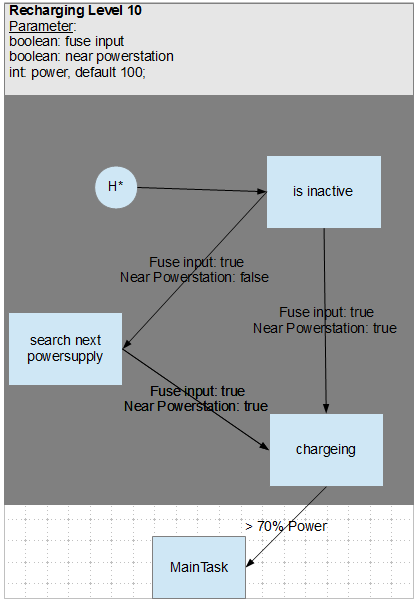 Recharging Level 10
Parameter:
boolean: fuse input
boolean: near powerstation
int: power, default 100;
H*
is inactive
Fuse input: true
Near Powerstation: false
Fuse input: true
Near Powerstation: true
search next
powersupply
Fuse input: true
Near Powerstation: true
chargeing
> 70% Power
MainTask